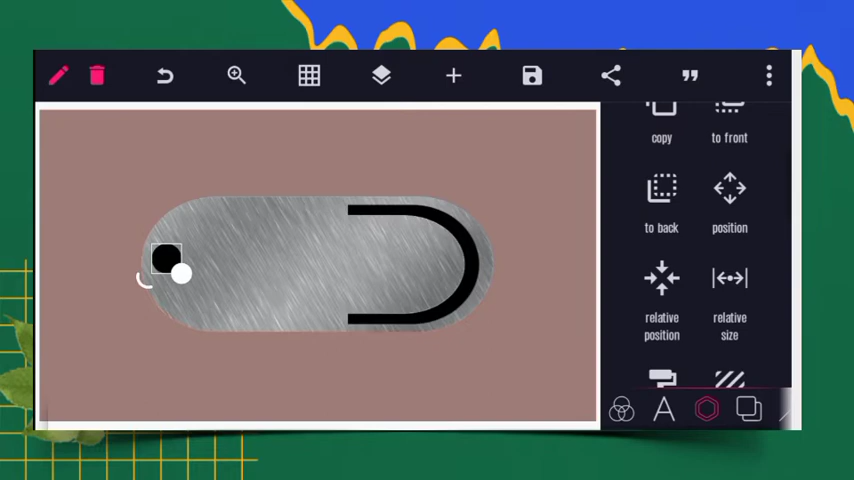 copy
to front
to back
position
relative
position
relative
size